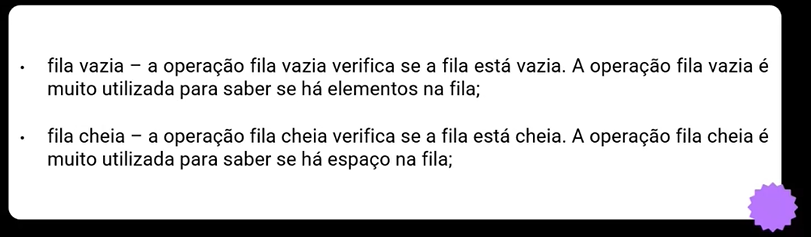 • fila vazia – a operação fila vazia verifica se a fila está vazia. A operação fila vazia é
muito utilizada para saber se há elementos na fila;
• fila cheia – a operação fila cheia verifica se a fila está cheia. A operação fila cheia é
muito utilizada para saber se há espaço na fila;